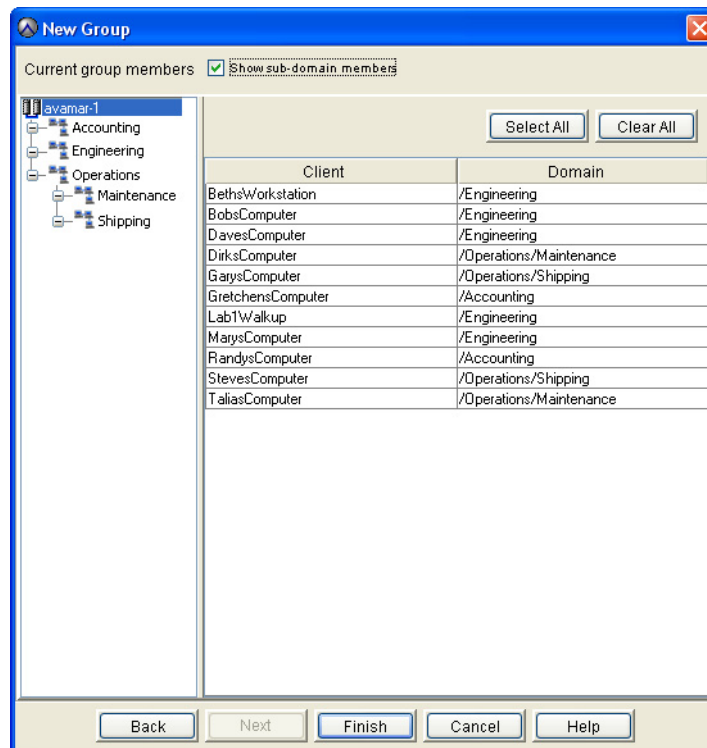 New Group
Current group members Show sub-domain members
avamar-1
Accounting
Engineering
Operations
Maintenance
Shipping
Select All Clear All
Client Domain
BethsWorkstation /Engineering
BobsComputer /Engineering
DavesComputer /Engineering
DirksComputer /Operations/Maintenance
GarysComputer /Operations/Shipping
GretchensComputer /Accounting
Lab1Walkup /Engineering
MarysComputer /Engineering
RandysComputer /Accounting
StevesComputer /Operations/Shipping
TaliasComputer /Operations/Maintenance
Back Next Finish Cancel Help